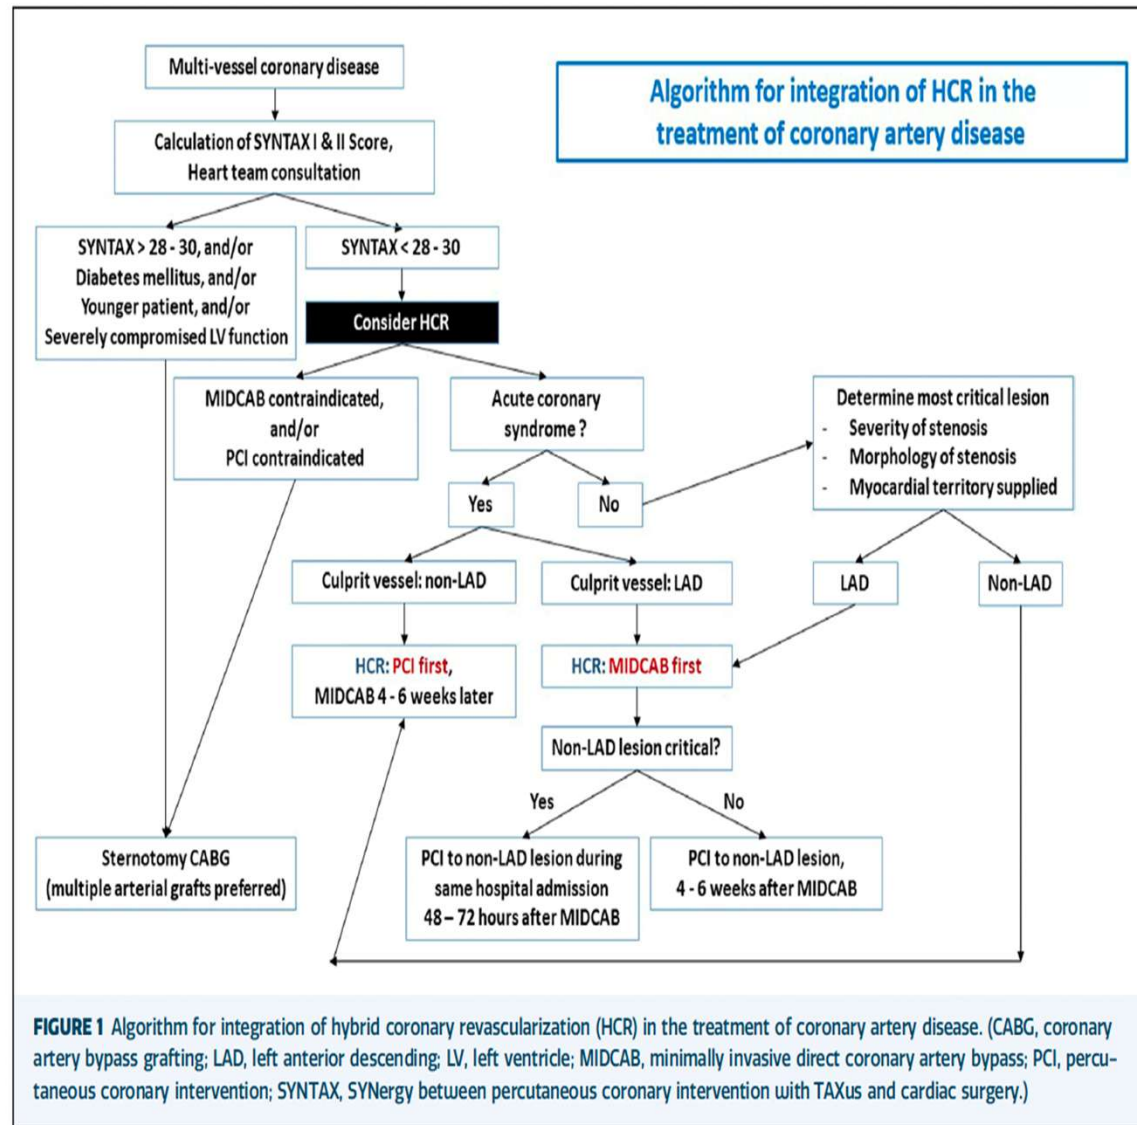 Multi-vessel coronary disease
Algorithm for integration of HCR in the
treatment of coronary artery disease
Calculation of SYNTAX I & II Score,
Heart team consultation
SYNTAX > 28 - 30, and/or
Diabetes mellitus, and/or
Younger patient, and/or
Severely compromised LV function
SYNTAX < 28 - 30
Consider HCR
MIDCAB contraindicated,
and/or
PCI contraindicated
Acute coronary
syndrome ?
Determine most critical lesion
- Severity of stenosis
- Morphology of stenosis
- Myocardial territory supplied
Yes
No
Culprit vessel: non-LAD
Culprit vessel: LAD
LAD
Non-LAD
HCR: PCI first,
MIDCAB 4 - 6 weeks later
HCR: MIDCAB first
Non-LAD lesion critical?
Yes
No
Sternotomy CABG
(multiple arterial grafts preferred)
PCI to non-LAD lesion during
same hospital admission
48 – 72 hours after MIDCAB
PCI to non-LAD lesion,
4 - 6 weeks after MIDCAB
FIGURE 1 Algorithm for integration of hybrid coronary revascularization (HCR) in the treatment of coronary artery disease. (CABG, coronary
artery bypass grafting; LAD, left anterior descending; LV, left ventricle; MIDCAB, minimally invasive direct coronary artery bypass; PCI, percu-
taneous coronary intervention; SYNTAX, SYNergy between percutaneous coronary intervention with TAXus and cardiac surgery.)